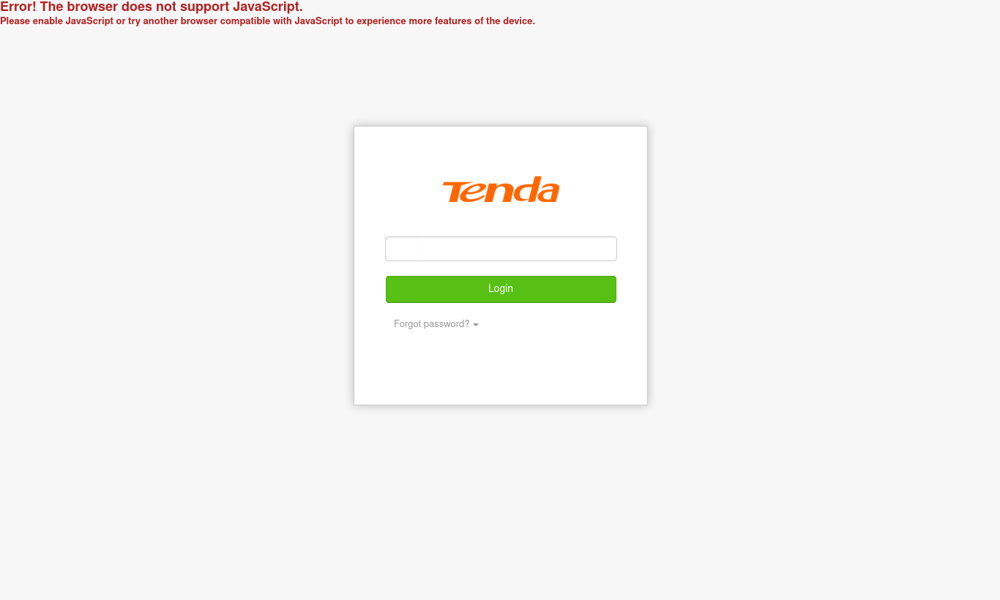 Error! The browser does not support JavaScript.
Please enable JavaScript or try another browser compatible with JavaScript to experience more features of the device.
Tenda
Login
Forgot password?